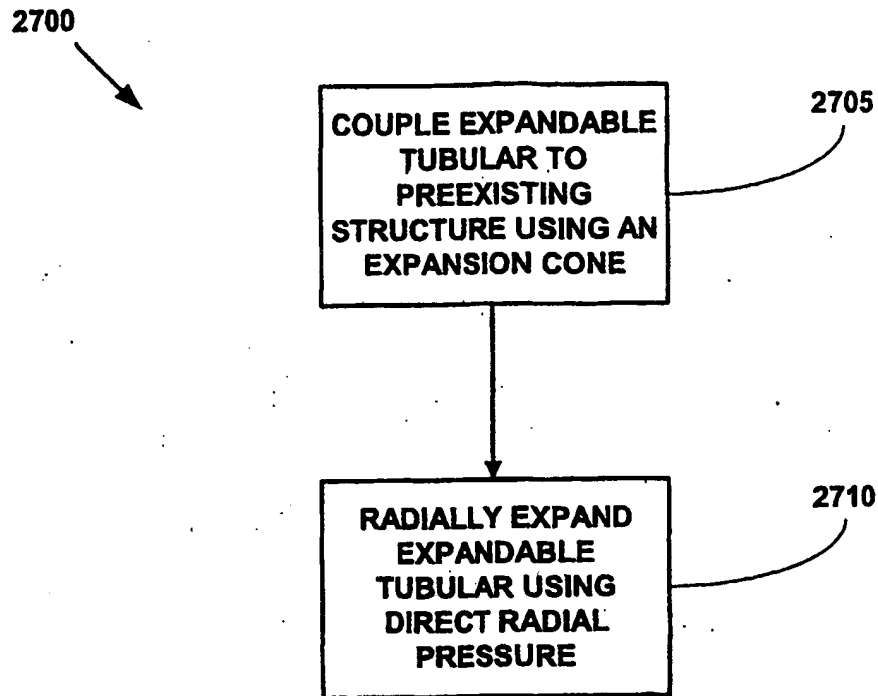 2700
2705
COUPLE EXPANDABLE
TUBULAR TO
PREEXISTING
STRUCTURE USING AN
EXPANSION CONE
2710
RADIALLY EXPAND
EXPANDABLE
TUBULAR USING
DIRECT RADIAL
PRESSURE